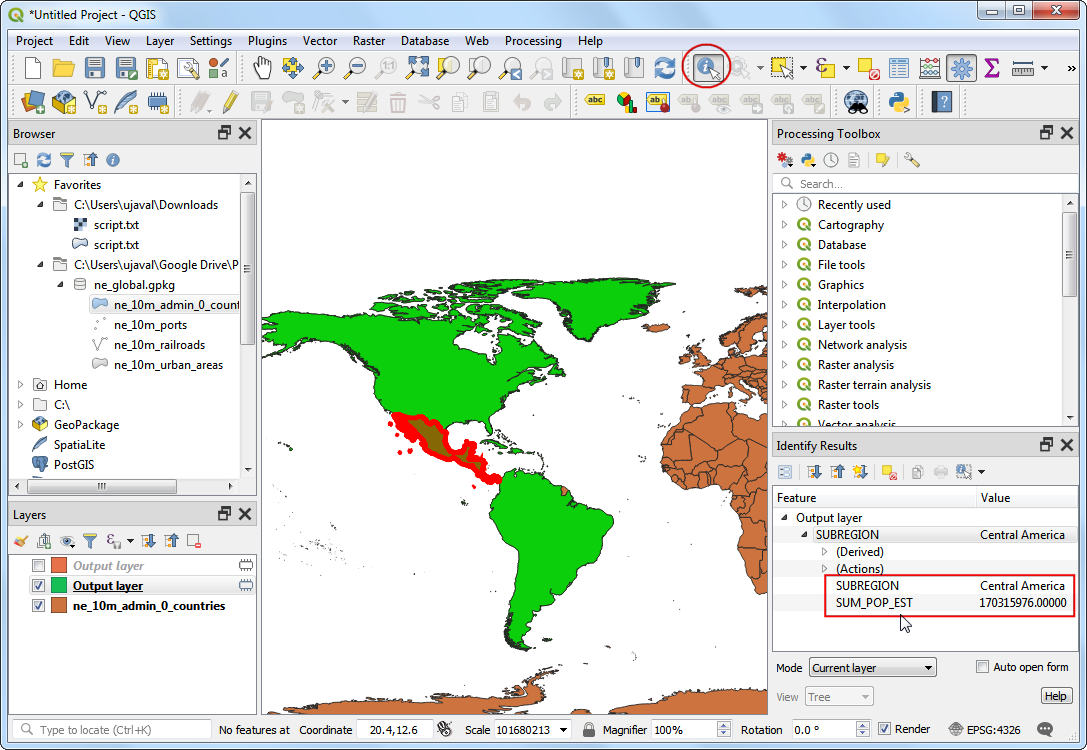 *Untitled Project - QGIS
Project Edit View Layer Settings Plugins Vector Raster Database Web Processing Help
abc
Browser
Favorites
C:\Users\ujaval\Downloads
script.txt
script.txt
C:\Users\ujaval\Google Drive\P
ne_global.gpkg
ne_10m_admin_0_count
ne_10m_ports
ne_10m_railroads
ne_10m_urban_areas
Home
C:\
GeoPackage
SpatiaLite
PostGIS
Layers
Output layer
Output layer
ne_10m_admin_0_countries
Processing Toolbox
Search...
Recently used
Cartography
Database
File tools
Graphics
Interpolation
Layer tools
Network analysis
Raster analysis
Raster terrain analysis
Raster tools
Vector analysis
Identify Results
Feature Value
Output layer
SUBREGION Central America
(Derived)
(Actions)
SUBREGION Central America
SUM_POP_EST 170315976.00000
Mode Current layer Auto open form
View Tree Help
Type to locate (Ctrl+K) No features at Coordinate 20.4,12.6 Scale 101680213 Magnifier 100% Rotation 0.0 ° Render EPSG:4326